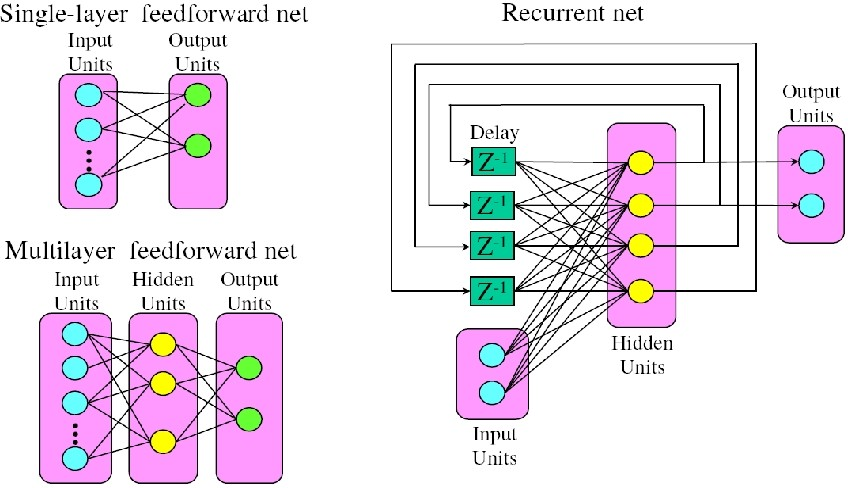 Single-layer feedforward net
Input
Units
Output
Units
Multilayer feedforward net
Input
Units
Hidden
Units
Output
Units
Recurrent net
Delay
Z-1
Z-1
Z-1
Z-1
Output
Units
Hidden
Units
Input
Units